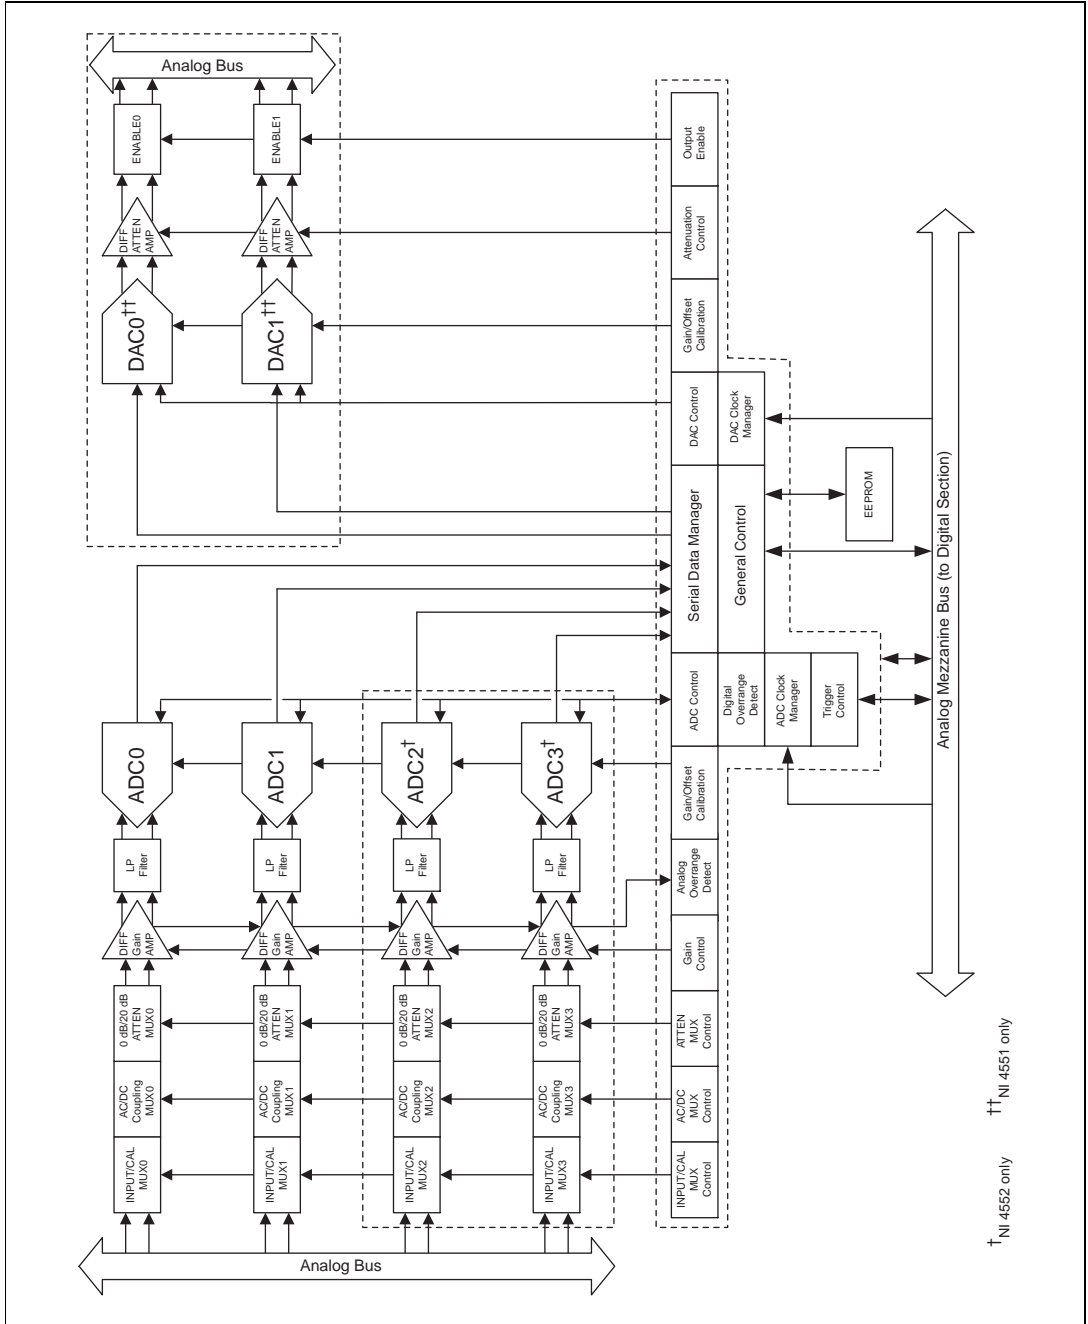 Analog Bus
INPUT/CAL
MUX0
AC/DC
Coupling
MUX0
0 dB/20 dB
ATTEN
MUX0
DIFF
Gain
AMP
LP
Filter
ADC0
DAC0††
DIFF
ATTEN
AMP
ENABLE0
Analog Bus
INPUT/CAL
MUX1
AC/DC
Coupling
MUX1
0 dB/20 dB
ATTEN
MUX1
DIFF
Gain
AMP
LP
Filter
ADC1
DAC1††
DIFF
ATTEN
AMP
ENABLE1
INPUT/CAL
MUX2
AC/DC
Coupling
MUX2
0 dB/20 dB
ATTEN
MUX2
DIFF
Gain
AMP
LP
Filter
ADC2†
INPUT/CAL
MUX3
AC/DC
Coupling
MUX3
0 dB/20 dB
ATTEN
MUX3
DIFF
Gain
AMP
LP
Filter
ADC3†
INPUT/CAL
MUX
Control
AC/DC
MUX
Control
ATTEN
MUX
Control
Gain
Control
Analog
Overrange
Detect
Gain/Offset
Calibration
ADC Control
Digital
Overrange
Detect
ADC Clock
Manager
Trigger
Control
Serial Data Manager
General Control
DAC Control
DAC Clock
Manager
Gain/Offset
Calibration
Attenuation
Control
Output
Enable
EEPROM
Analog Mezzanine Bus (to Digital Section)
†NI 4552 only
††NI 4551 only